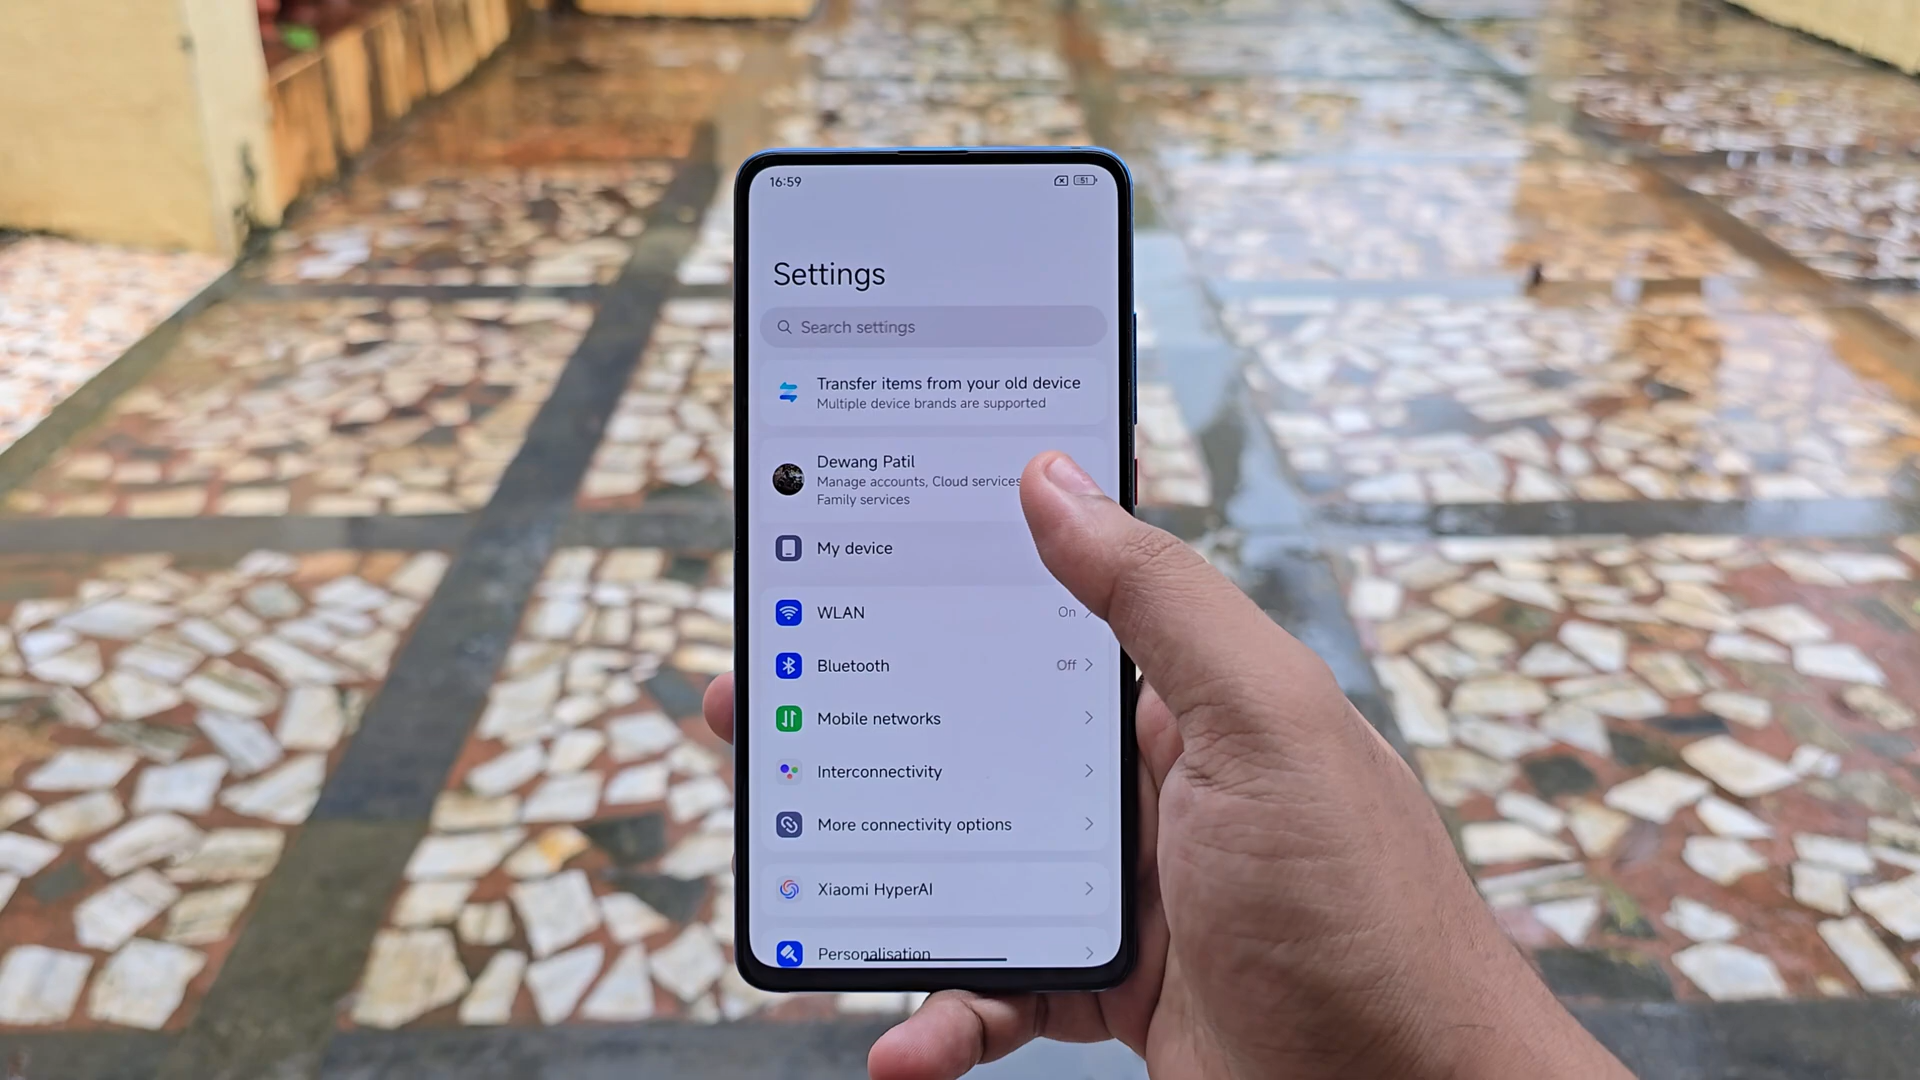 16:59
51
Settings
Search settings
Transfer items from your old device
Multiple device brands are supported
Dewang Patil
Manage accounts, Cloud services
Family services
My device
WLAN On
Bluetooth Off
Mobile networks
Interconnectivity
More connectivity options
Xiaomi HyperAI
Personalisation